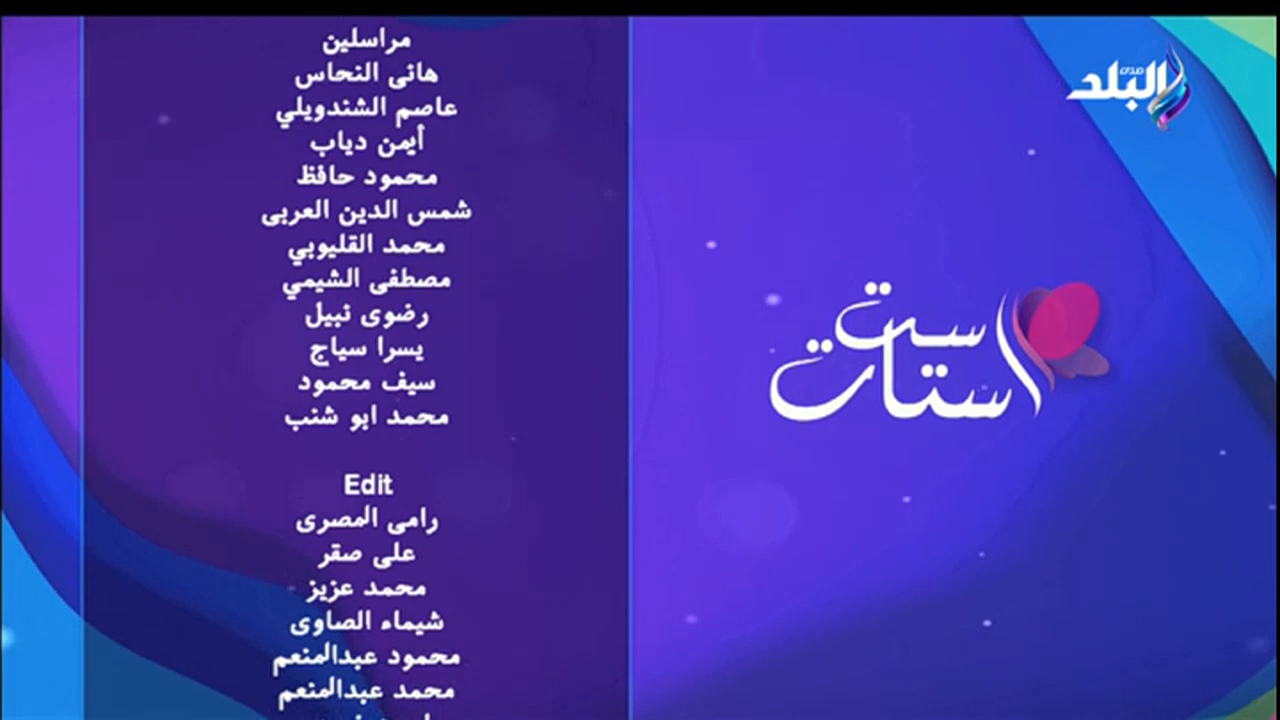 مراسلين
هانى النحاس
عاصم الشندويلي
أيمن دياب
محمود حافظ
شمس الدين العربى
محمد القليوبي
مصطفى الشيمي
رضوى نبيل
يسرا سياج
سيف محمود
محمد ابو شنب
Edit
رامى المصرى
على صقر
محمد عزيز
شيماء الصاوى
محمود عبدالمنعم
محمد عبدالمنعم
صدى البلد
ست
ستات